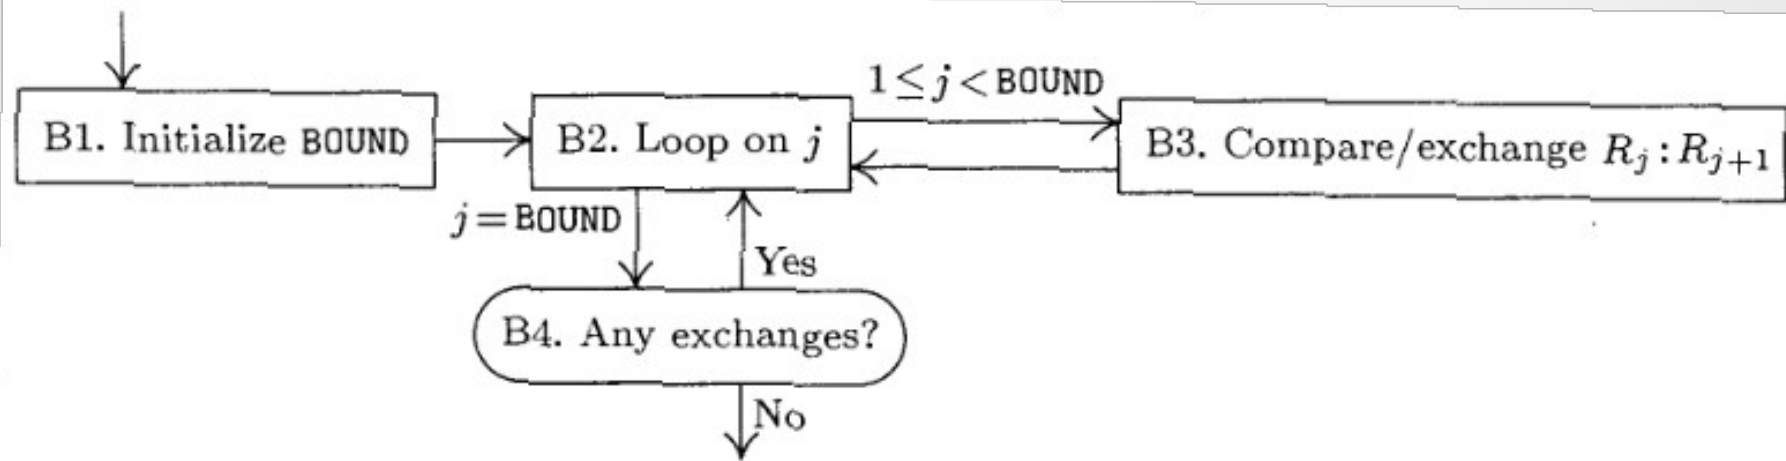 1 ≤ j < BOUND
B1. Initialize BOUND
B2. Loop on j
B3. Compare/exchange R_j : R_{j+1}
j = BOUND
Yes
B4. Any exchanges?
No